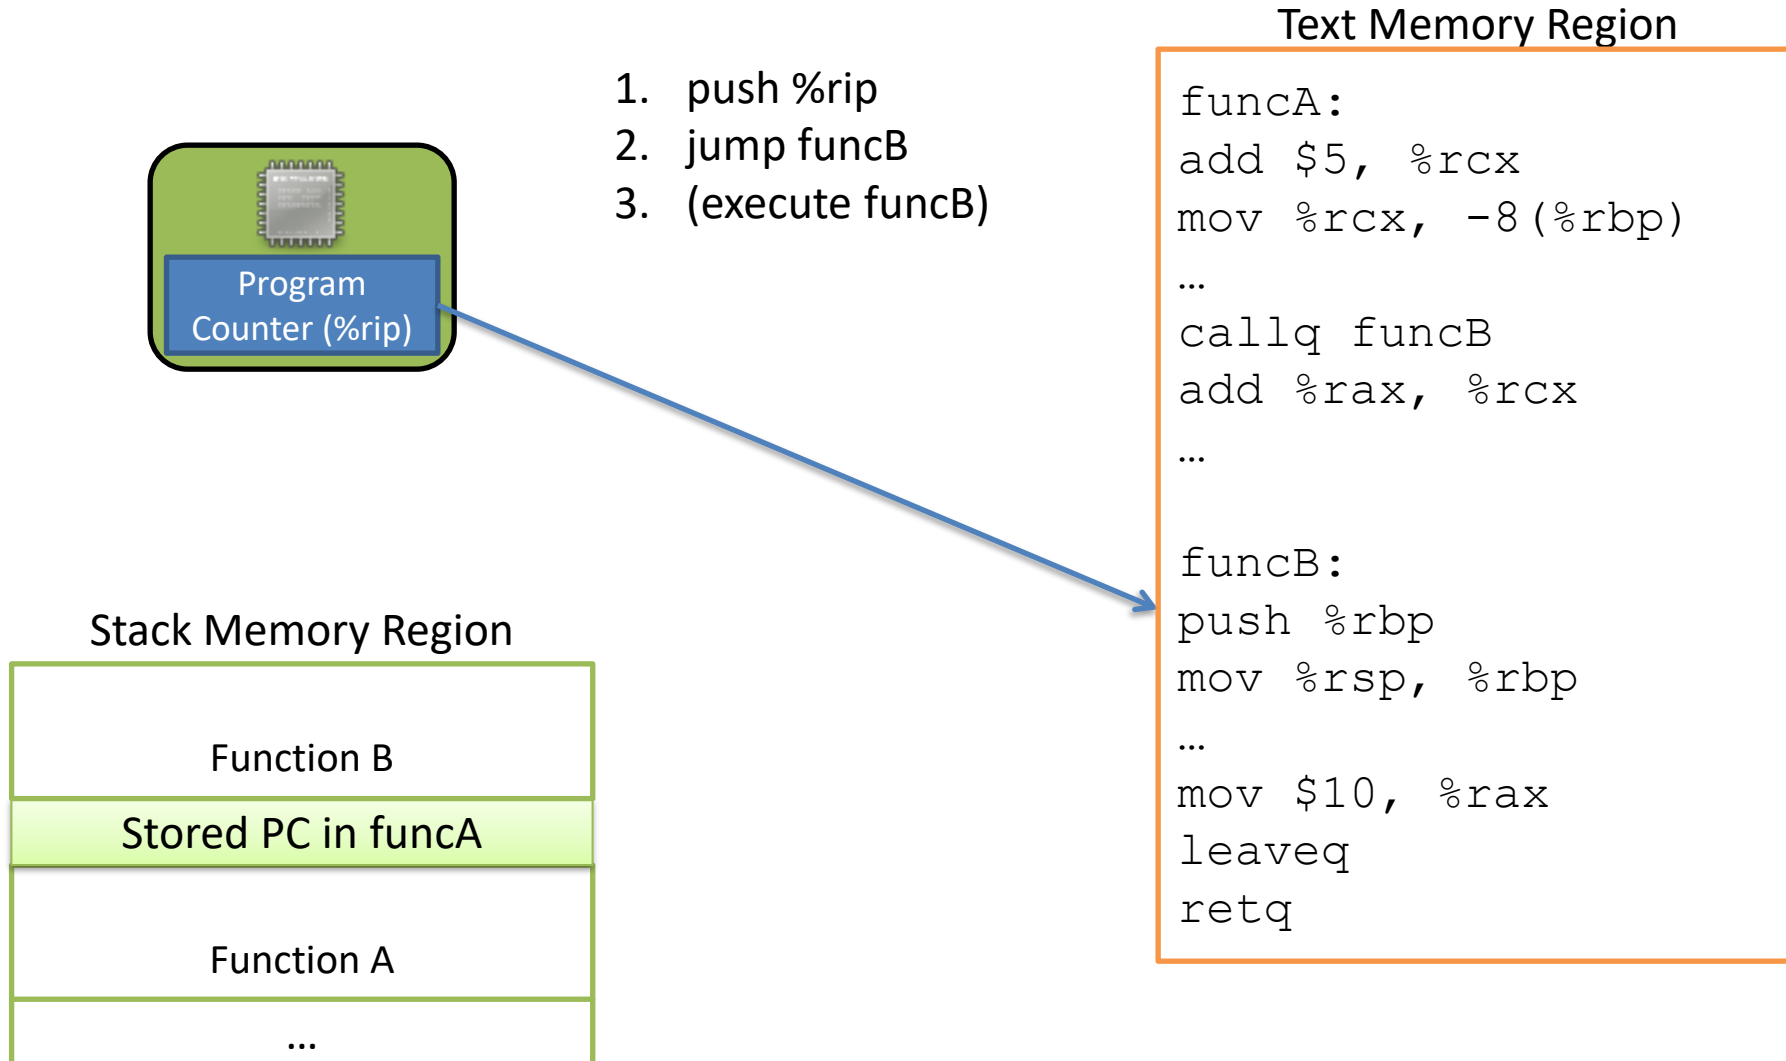 Text Memory Region
1. push %rip
2. jump funcB
3. (execute funcB)
Program
Counter (%rip)
funcA:
add $5, %rcx
mov %rcx, -8(%rbp)
…
callq funcB
add %rax, %rcx
…
funcB:
push %rbp
mov %rsp, %rbp
…
mov $10, %rax
leaveq
retq
Stack Memory Region
Function B
Stored PC in funcA
Function A
…